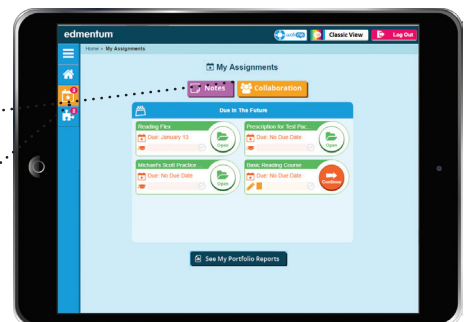 edmentum
Classic View
Log Out
Home > My Assignments
My Assignments
Notes
Collaboration
Due In The Future
Reading Plex
Due: January 13
Open
Prescription for Test Pac...
Due: No Due Date
Open
Michael's Scott Practice ...
Due: No Due Date
Open
Basic Reading Course
Due: No Due Date
Continue
See My Portfolio Reports